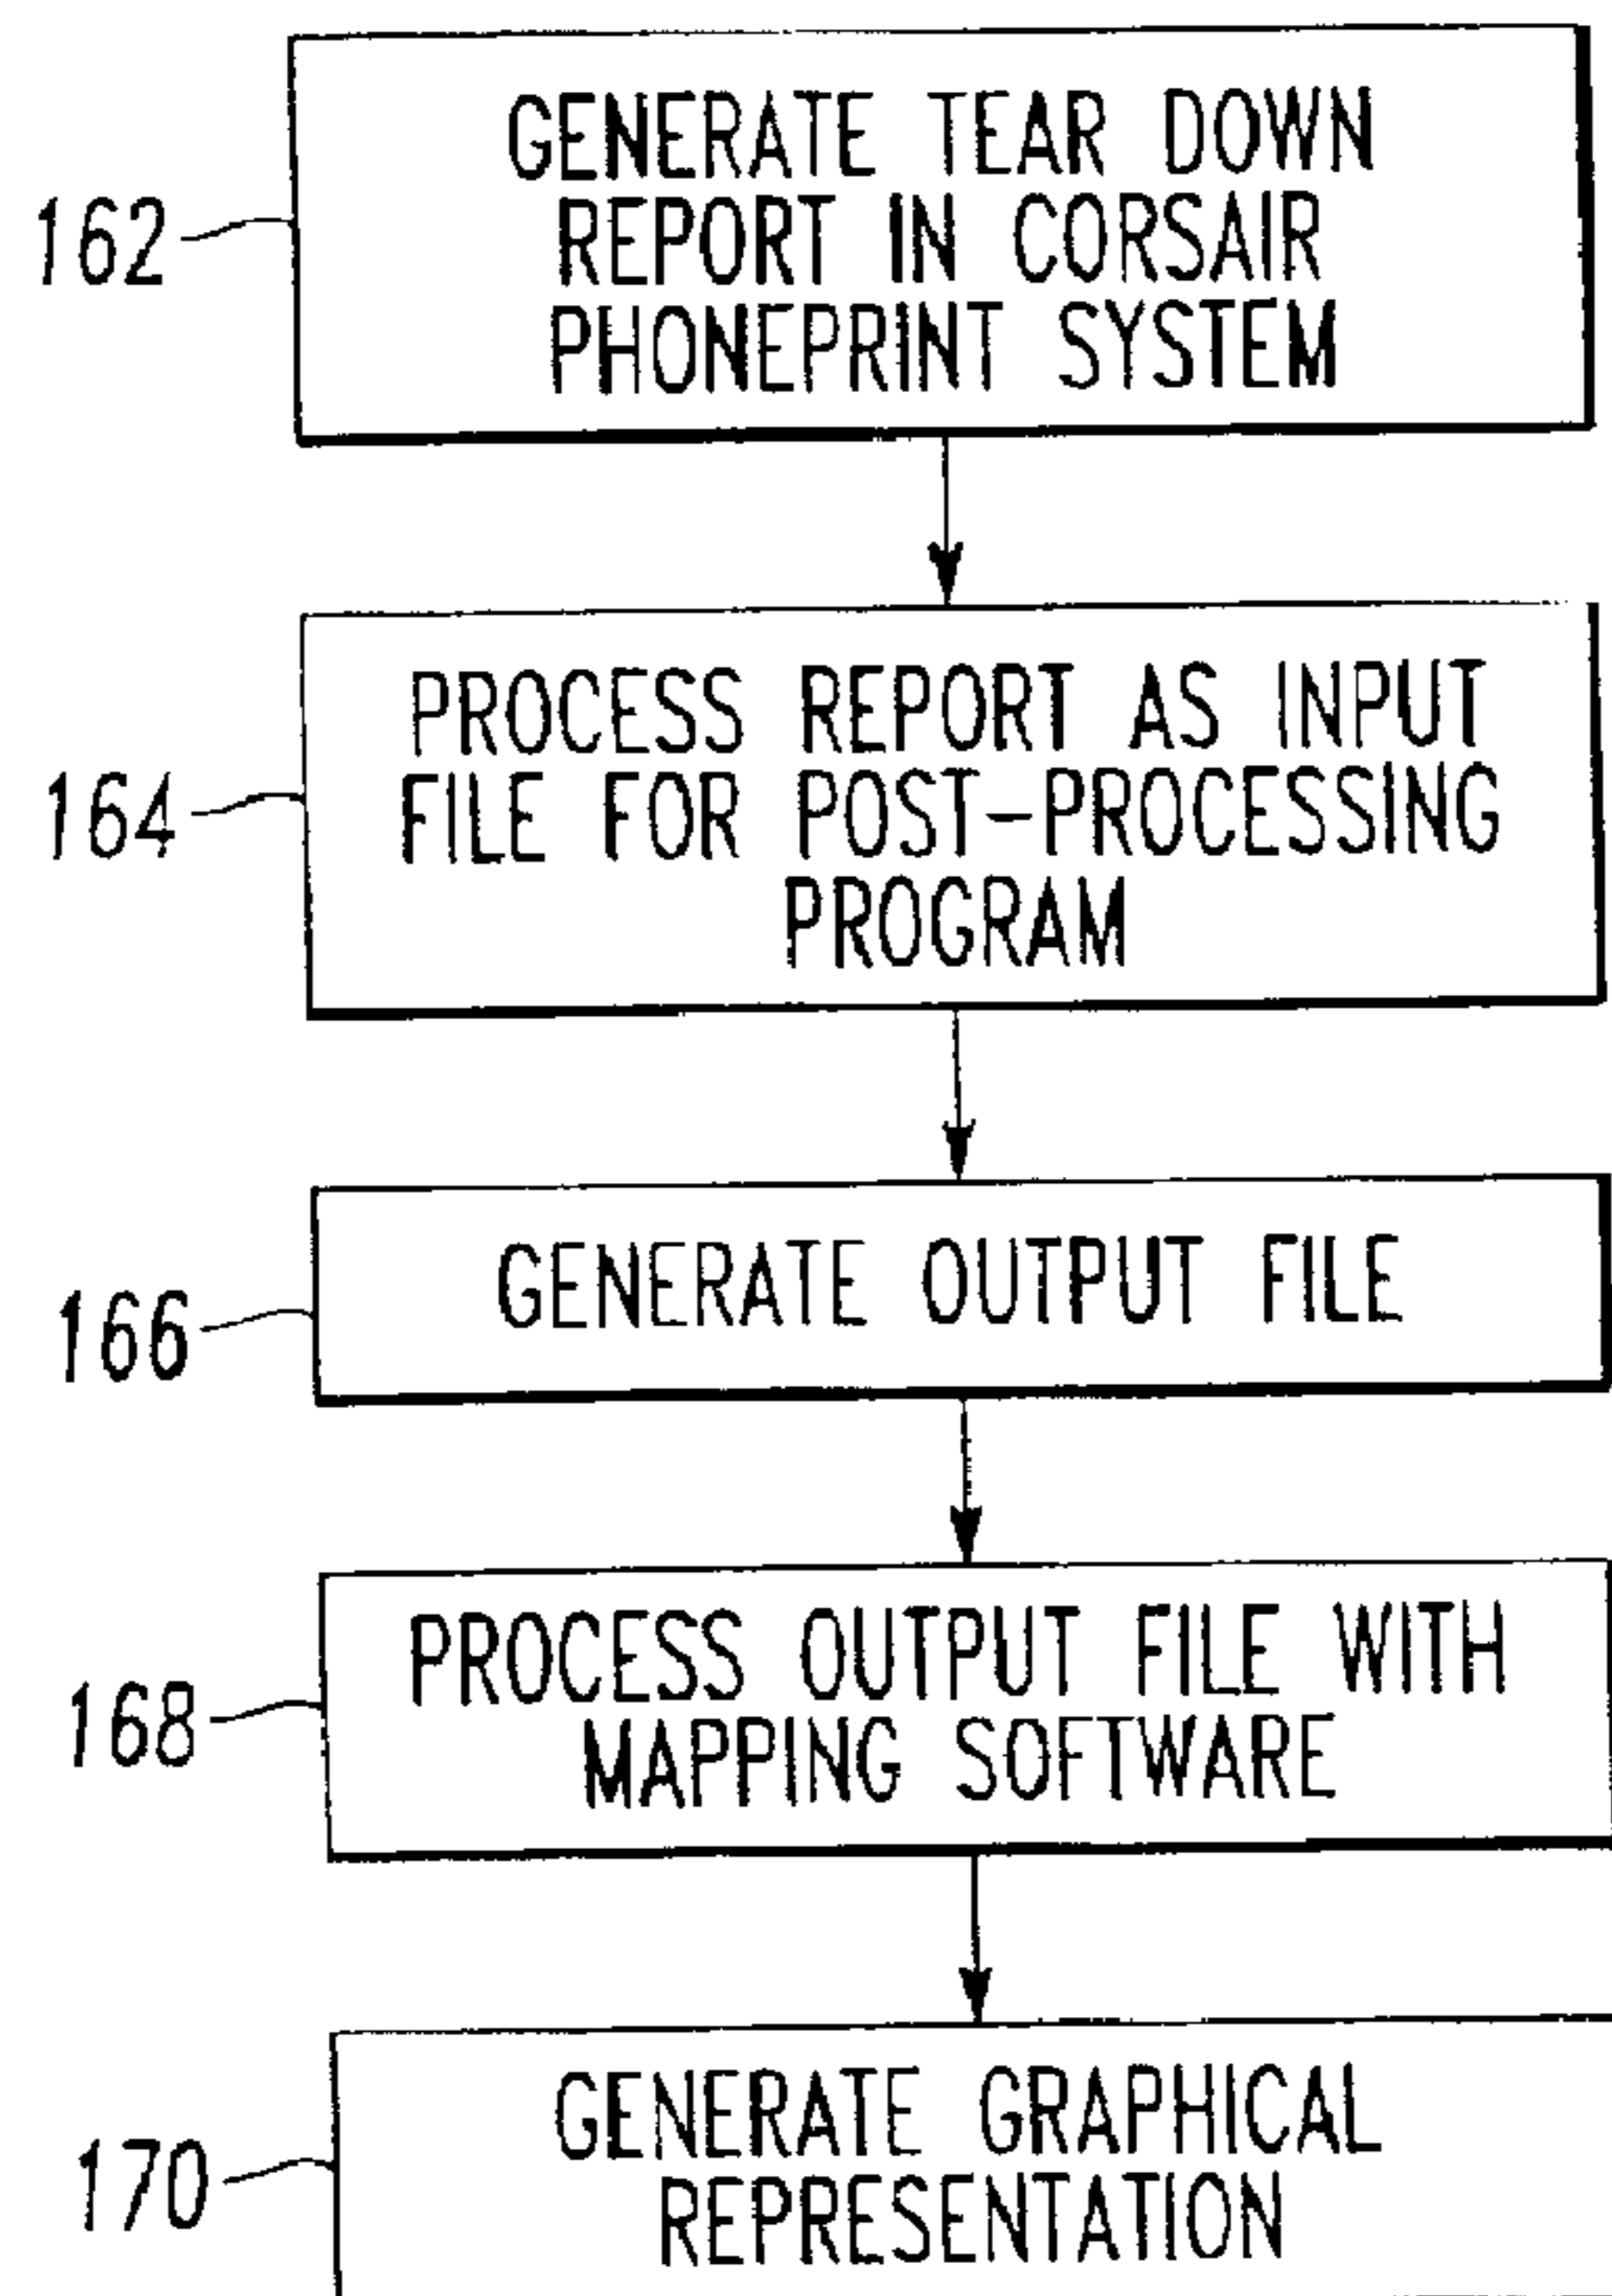 162
GENERATE TEAR DOWN
REPORT IN CORSAIR
PHONEPRINT SYSTEM
164
PROCESS REPORT AS INPUT
FILE FOR POST-PROCESSING
PROGRAM
166
GENERATE OUTPUT FILE
168
PROCESS OUTPUT FILE WITH
MAPPING SOFTWARE
170
GENERATE GRAPHICAL
REPRESENTATION